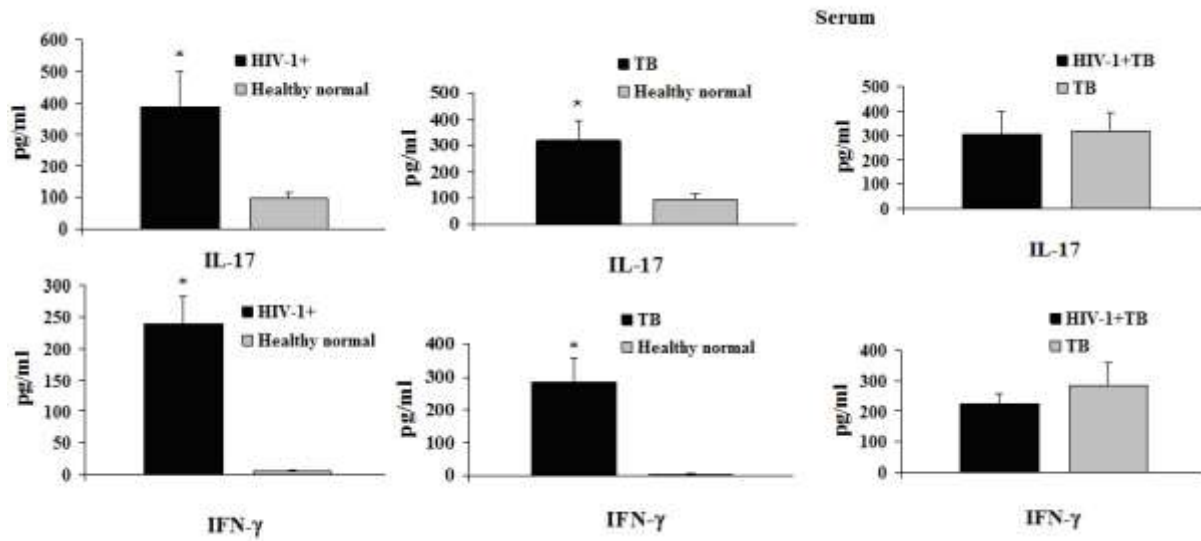 Serum
600
500
400
300
200
100
0
pg/ml
*
HIV-1+
Healthy normal
IL-17
500
400
300
200
100
0
pg/ml
*
TB
Healthy normal
IL-17
500
400
300
200
100
0
pg/ml
HIV-1+TB
TB
IL-17
300
250
200
150
100
50
0
pg/ml
*
HIV-1+
Healthy normal
IFN-γ
400
300
200
100
0
pg/ml
*
TB
Healthy normal
IFN-γ
400
300
200
100
0
pg/ml
HIV-1+TB
TB
IFN-γ